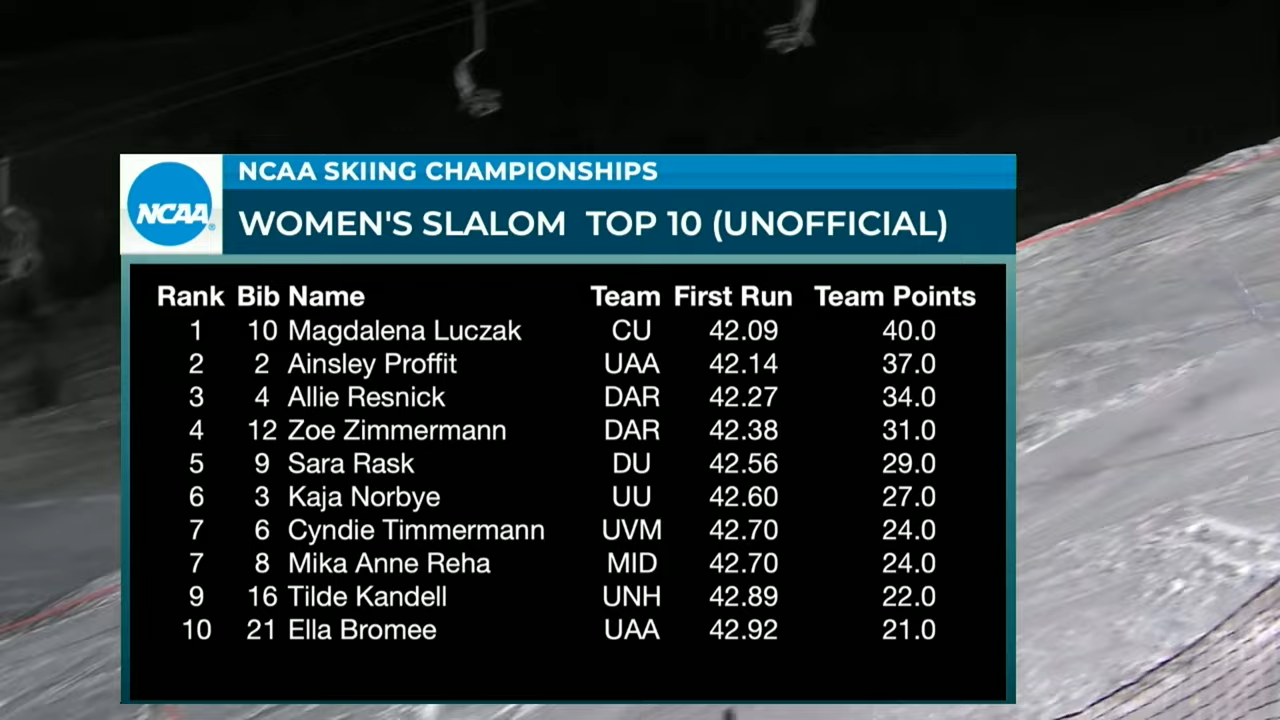 NCAA SKIING CHAMPIONSHIPS
NCAA®
WOMEN'S SLALOM TOP 10 (UNOFFICIAL)
Rank Bib Name Team First Run Team Points
1 10 Magdalena Luczak CU 42.09 40.0
2 2 Ainsley Proffit UAA 42.14 37.0
3 4 Allie Resnick DAR 42.27 34.0
4 12 Zoe Zimmermann DAR 42.38 31.0
5 9 Sara Rask DU 42.56 29.0
6 3 Kaja Norbye UU 42.60 27.0
7 6 Cyndie Timmermann UVM 42.70 24.0
7 8 Mika Anne Reha MID 42.70 24.0
9 16 Tilde Kandell UNH 42.89 22.0
10 21 Ella Bromee UAA 42.92 21.0